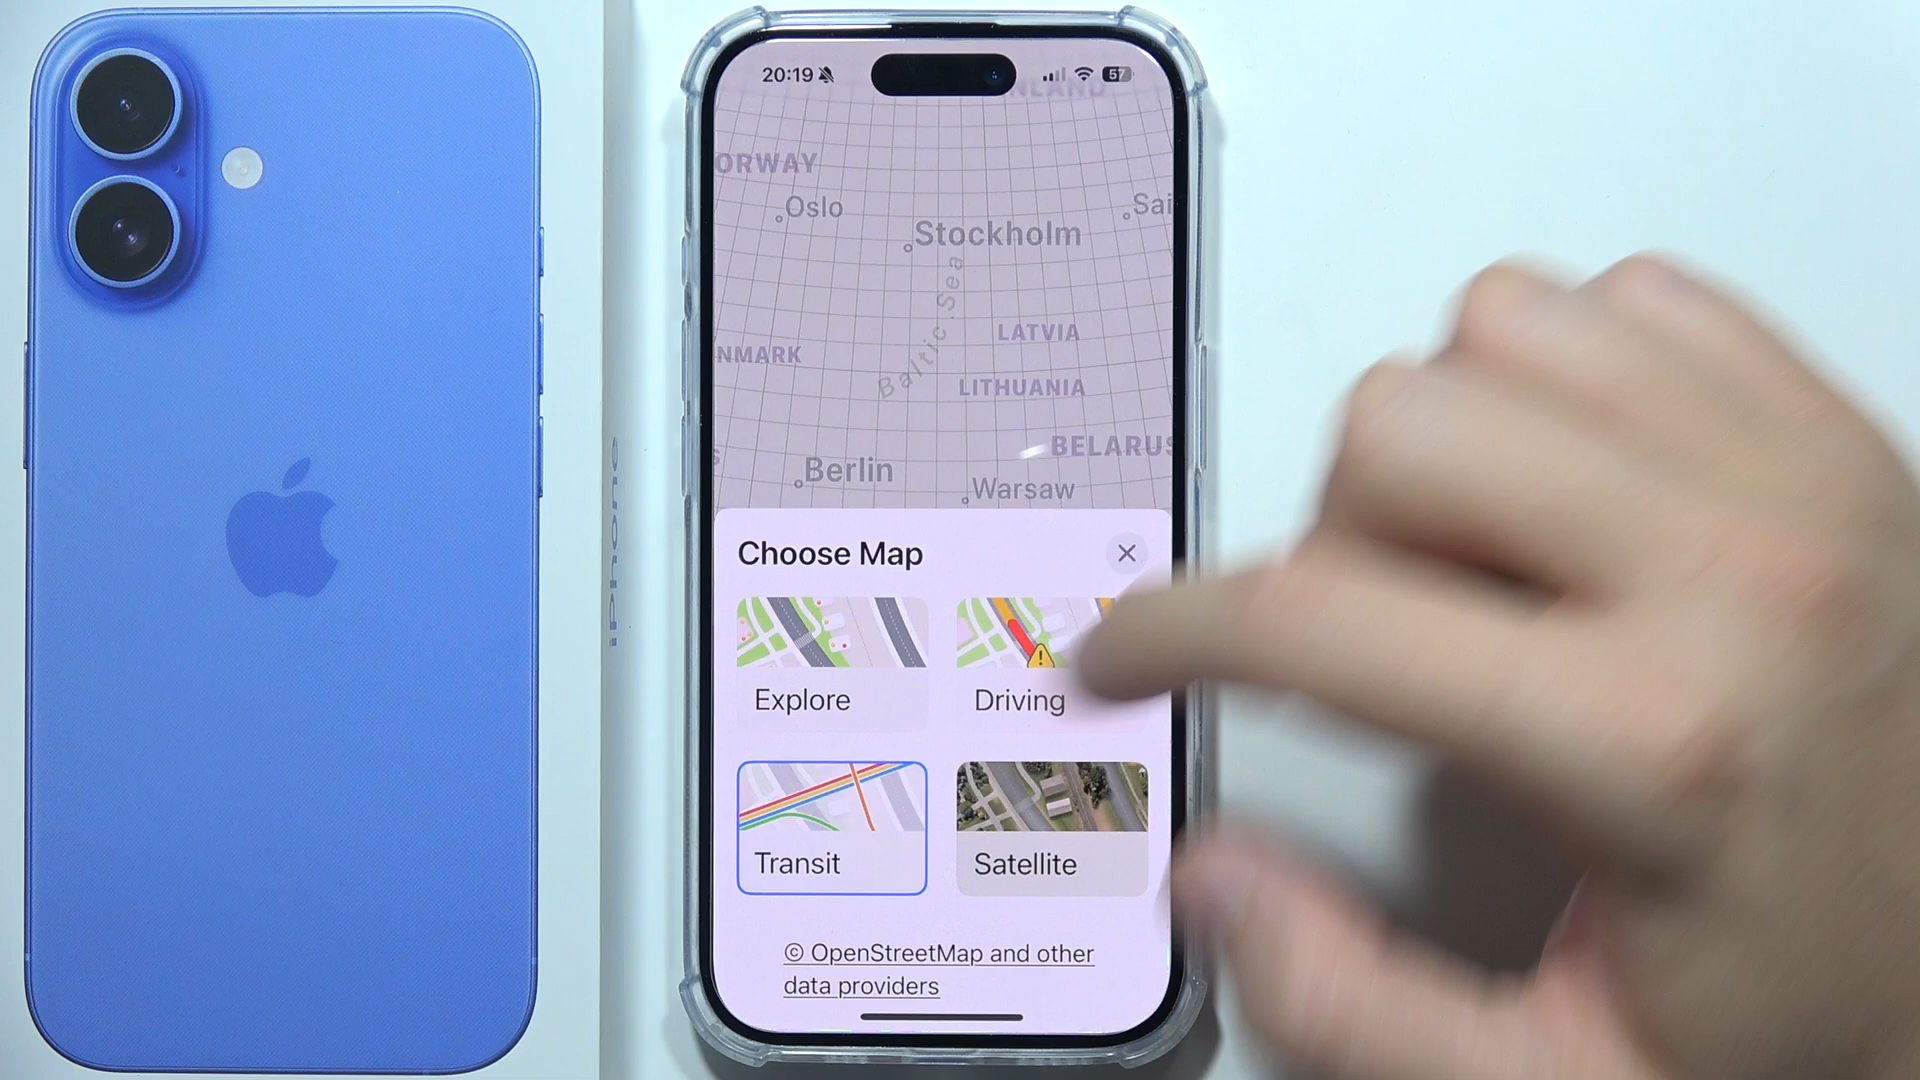 iPhone
20:19
57
NLAND
ORWAY
Oslo
Sai
Stockholm
Baltic Sea
LATVIA
NMARK
LITHUANIA
BELARUS
S
Berlin
Warsaw
Choose Map
Explore
Driving
Transit
Satellite
© OpenStreetMap and other
data providers